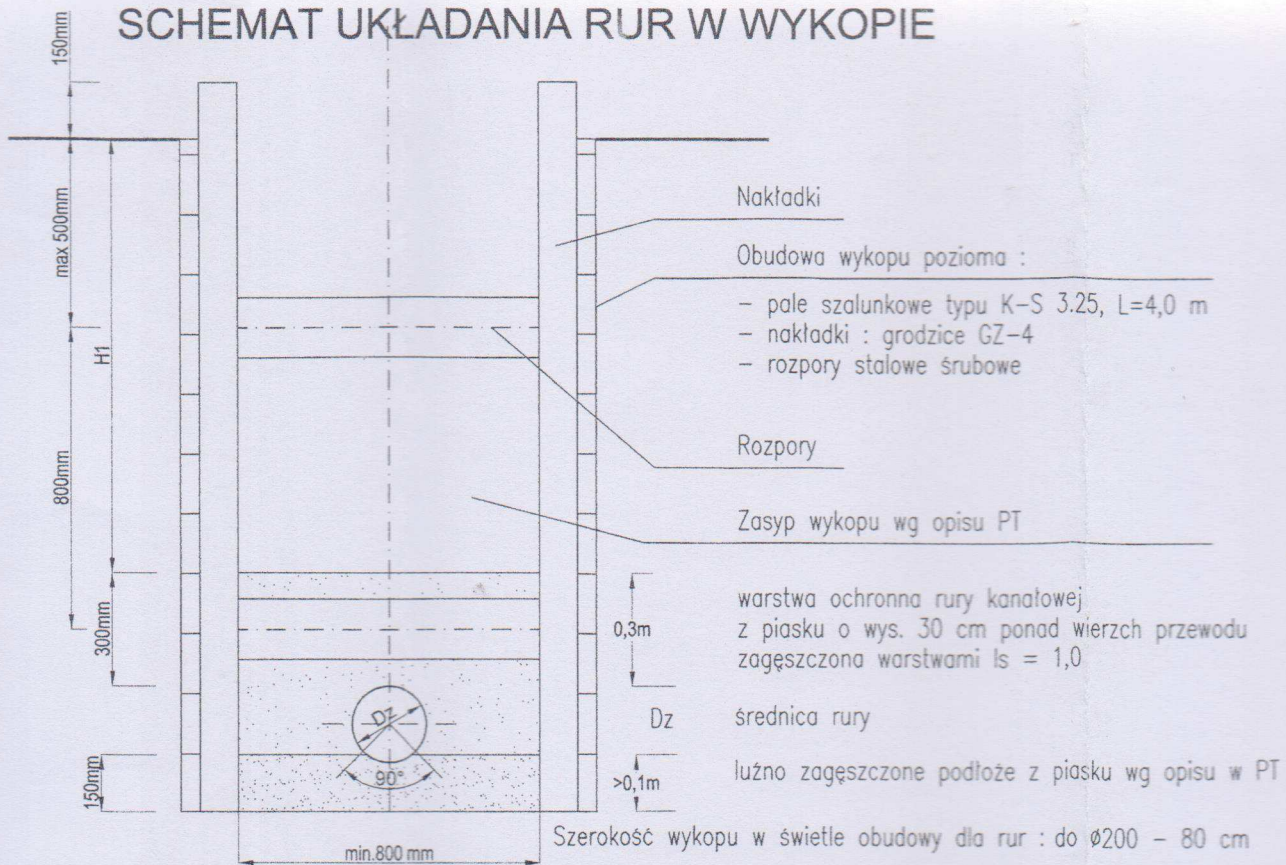 SCHEMAT UKŁADANIA RUR W WYKOPIE
150mm
max 500mm
H1
800mm
300mm
150mm
Nakładki
Obudowa wykopu pozioma :
- pale szalunkowe typu K-S 3.25, L=4,0 m
- nakładki : grodzice GZ-4
- rozpory stalowe śrubowe
Rozpory
Zasyp wykopu wg opisu PT
0,3m
warstwa ochronna rury kanałowej
z piasku o wys. 30 cm ponad wierzch przewodu
zagęszczona warstwami Is = 1,0
Dz
Dz średnica rury
90°
>0,1m luźno zagęszczone podłoże z piasku wg opisu w PT
Szerokość wykopu w świetle obudowy dla rur : do ø200 - 80 cm
min.800 mm